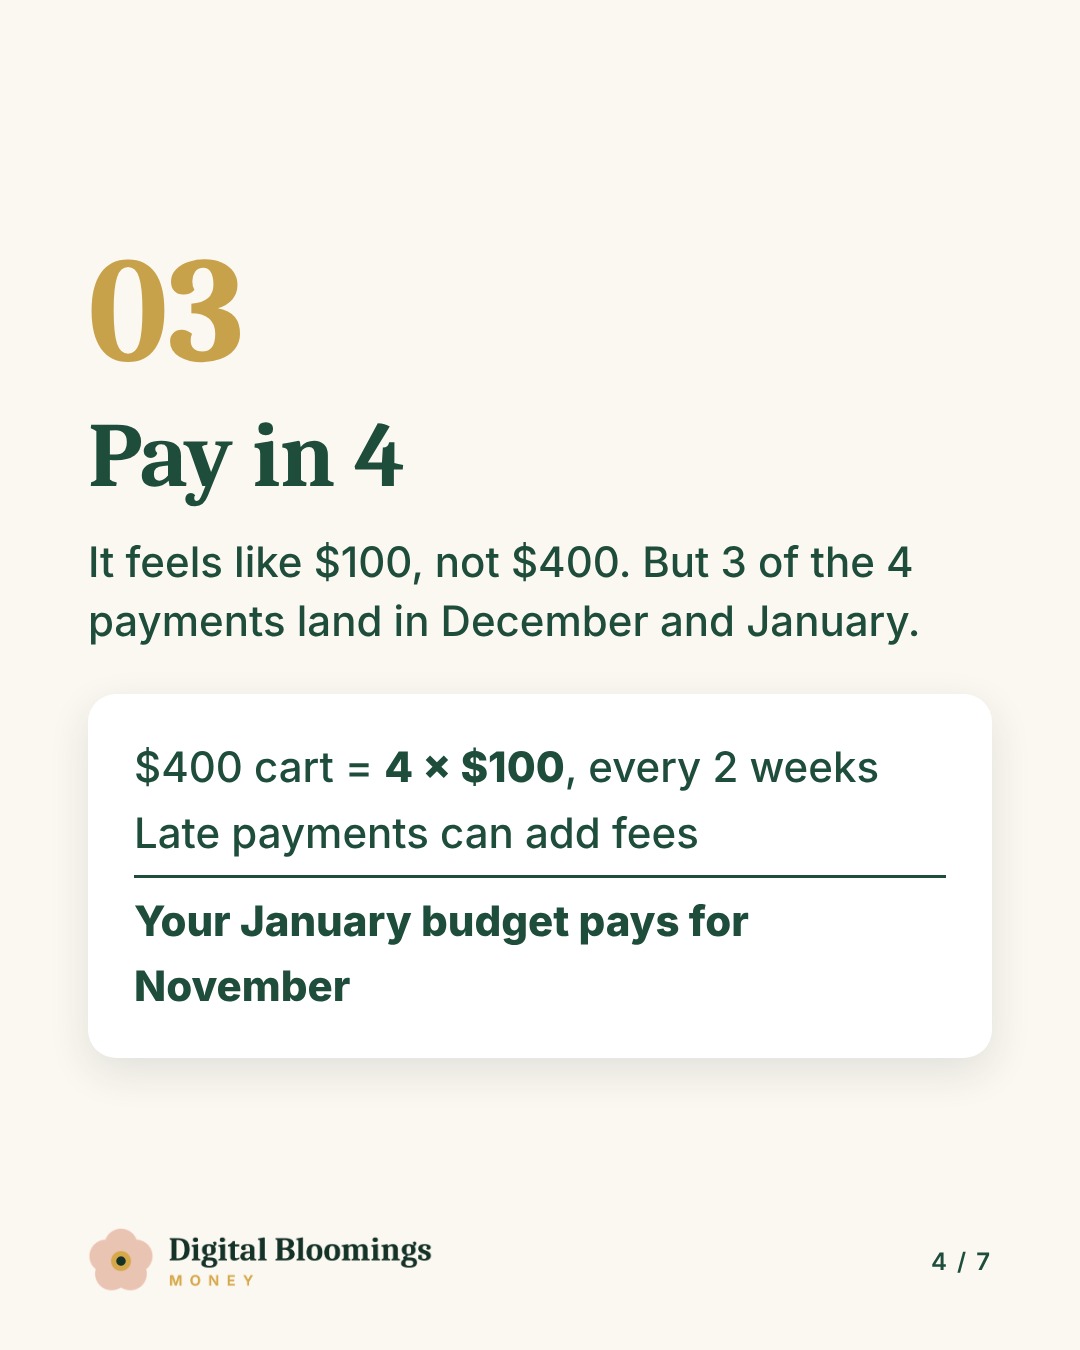 03
Pay in 4
It feels like $100, not $400. But 3 of the 4
payments land in December and January.
$400 cart = 4 × $100, every 2 weeks
Late payments can add fees
Your January budget pays for
November
Digital Bloomings
MONEY
4 / 7